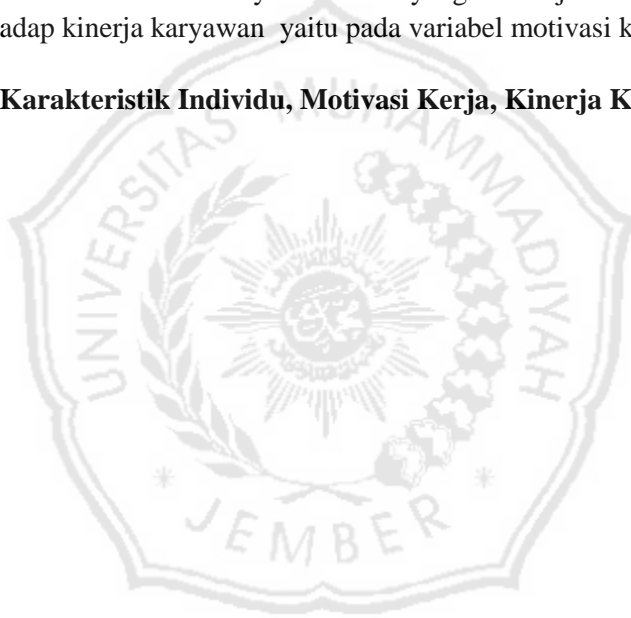 adap kinerja karyawan yaitu pada variabel motivasi k
Karakteristik Individu, Motivasi Kerja, Kinerja K
UNIVERSITAS MUHAMMADIYAH
JEMBER